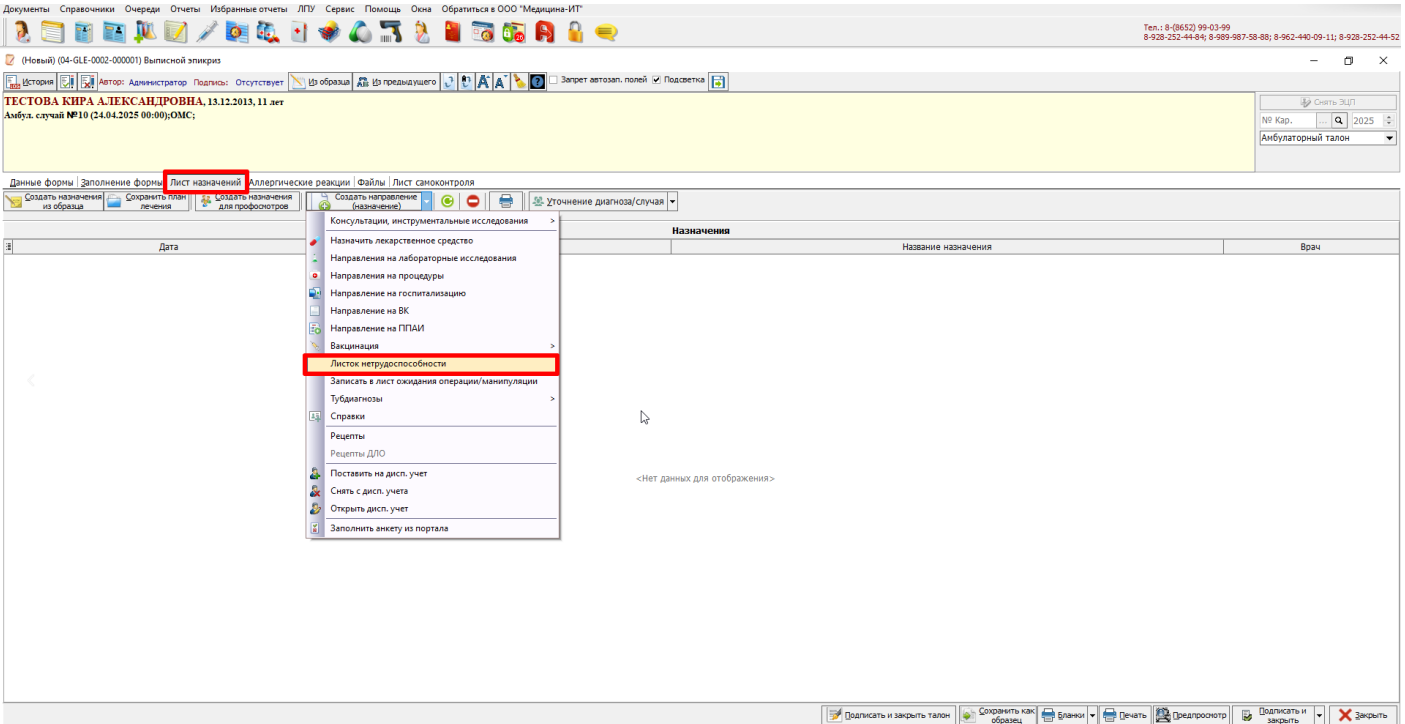 Документы Справочники Очереди Отчеты Избранные отчеты ЛПУ Сервис Помощь Окна Обратиться в ООО "Медицина-ИТ"
26
Тел.: 8-(8652) 99-03-99
8-928-252-44-84; 8-989-987-58-88; 8-962-440-09-11; 8-928-252-44-52
(Новый) (04-GLE-0002-000001) Выписной эпикриз
История Автор: Администратор Подпись: Отсутствует Из образца Из предыдущего Запрет автозап. полей Подсветка
ТЕСТОВА КИРА АЛЕКСАНДРОВНА, 13.12.2013, 11 лет
Амбул. случай №10 (24.04.2025 00:00);ОМС;
Снять ЭЦП
№ Кар. ... 2025
Амбулаторный талон
Данные формы Заполнение формы Лист назначений Аллергические реакции Файлы Лист самоконтроля
Создать назначения из образца
Сохранить план лечения
Создать назначения для профосмотров
Создать направление (назначение)
Уточнение диагноза/случая
Назначения
Дата Название назначения Врач
Консультации, инструментальные исследования >
Назначить лекарственное средство
Направления на лабораторные исследования
Направления на процедуры
Направление на госпитализацию
Направление на ВК
Направление на ППАИ
Вакцинация >
Листок нетрудоспособности
Записать в лист ожидания операции/манипуляции
Тубдиагнозы >
Справки
Рецепты
Рецепты ДЛО
Поставить на дисп. учет
Снять с дисп. учета
Открыть дисп. учет
Заполнить анкету из портала
<Нет данных для отображения>
Подписать и закрыть талон
Сохранить как образец
Бланки
Печать
Предпросмотр
Подписать и закрыть
Закрыть